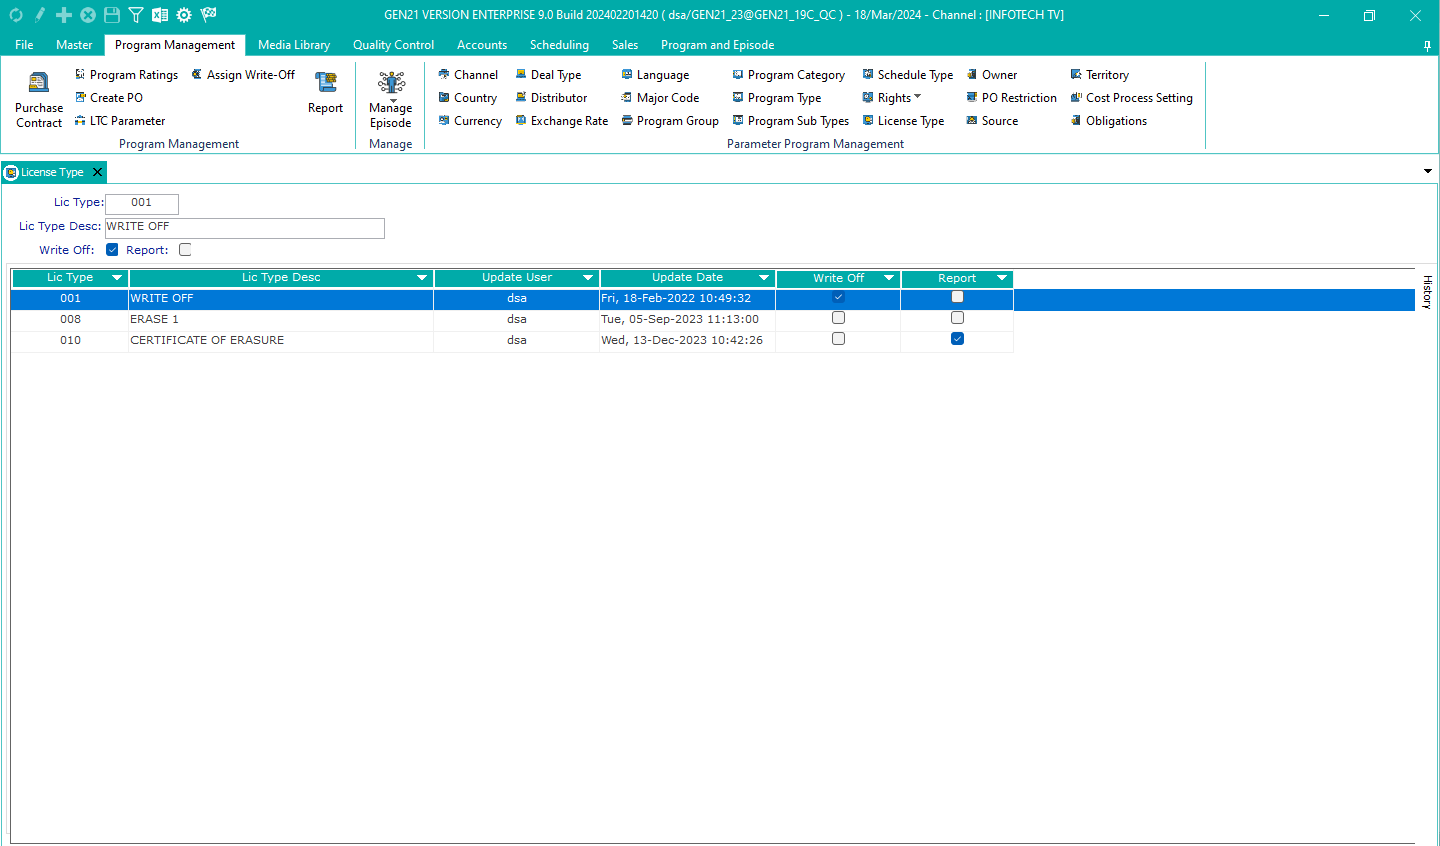 GEN21 VERSION ENTERPRISE 9.0 Build 202402201420 ( dsa/GEN21_23@GEN21_19C_QC ) - 18/Mar/2024 - Channel : [INFOTECH TV]
File Master Program Management Media Library Quality Control Accounts Scheduling Sales Program and Episode
Program Ratings Assign Write-Off Channel Deal Type Language Program Category Schedule Type Owner Territory
Purchase Contract Create PO Report Manage Episode Country Distributor Major Code Program Type Rights PO Restriction Cost Process Setting
LTC Parameter Currency Exchange Rate Program Group Program Sub Types License Type Source Obligations
Program Management Manage Parameter Program Management
License Type
Lic Type: 001
Lic Type Desc: WRITE OFF
Write Off: Report:
Lic Type Lic Type Desc Update User Update Date Write Off Report
001 WRITE OFF dsa Fri, 18-Feb-2022 10:49:32
008 ERASE 1 dsa Tue, 05-Sep-2023 11:13:00
010 CERTIFICATE OF ERASURE dsa Wed, 13-Dec-2023 10:42:26
History